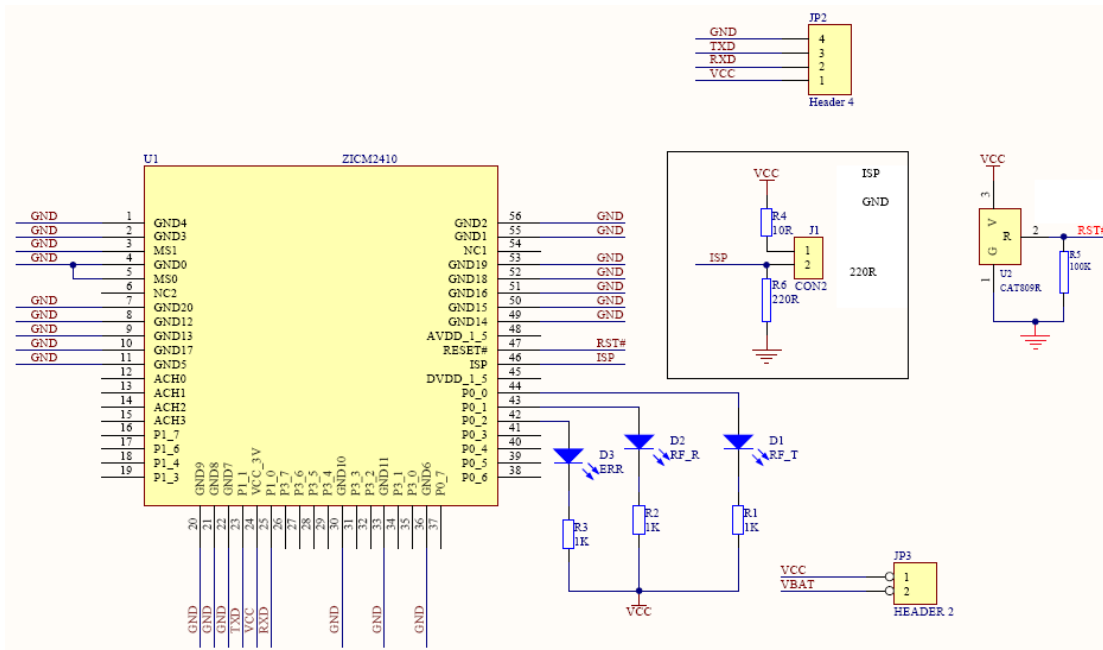 JP2
GND 4
TXD 3
RXD 2
VCC 1
Header 4
U1 ZICM2410
GND 1 GND4
GND 2 GND3
GND 3 MS1
GND 4 GND0
5 MS0
6 NC2
GND 7 GND20
GND 8 GND12
GND 9 GND13
GND 10 GND17
GND 11 GND5
12 ACH0
13 ACH1
14 ACH2
15 ACH3
16 P1_7
17 P1_6
18 P1_4
19 P1_3
GND2 56 GND
GND1 55 GND
NC1 54
GND19 53 GND
GND18 52 GND
GND16 51 GND
GND15 50 GND
GND14 49 GND
AVDD_1_5 48
RESET# 47 RST#
ISP 46 ISP
DVDD_1_5 45
P0_0 44
P0_1 43
P0_2 42
P0_3 41
P0_4 40
P0_5 39
P0_6 38
GND9 20 GND
GND8 21 GND
GND7 22 GND
P1_1 23 TXD
VCC_3V 24 VCC
P1_0 25 RXD
P3_7 26
P3_6 27
P3_5 28
P3_4 29
GND10 30 GND
P3_3 31
P3_2 32
GND11 33 GND
P3_1 34
P3_0 35
GND6 36 GND
P0_7 37
VCC
R4
10R
J1
1
2
CON2
ISP
R6
220R
ISP
GND
220R
VCC
3
V
G
R
2
RST#
1
U2
CAT809R
R5
100K
D3
ERR
D2
RF_R
D1
RF_T
R3
1K
R2
1K
R1
1K
VCC
JP3
VCC 1
VBAT 2
HEADER 2